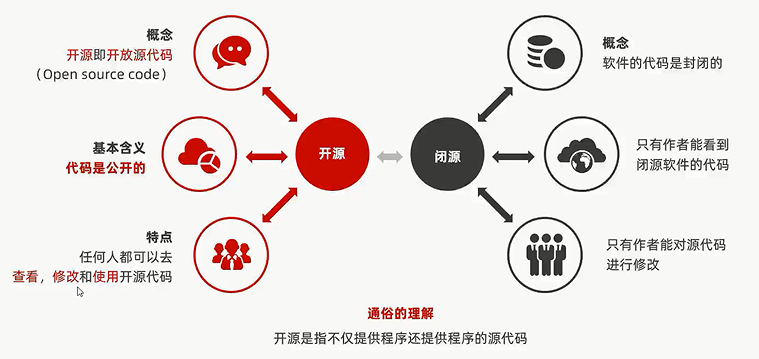 概念
开源即开放源代码
（Open source code）
基本含义
代码是公开的
特点
任何人都可以去
查看，修改和使用开源代码
开源
闭源
概念
软件的代码是封闭的
只有作者能看到
闭源软件的代码
只有作者能对源代码
进行修改
通俗的理解
开源是指不仅提供程序还提供程序的源代码